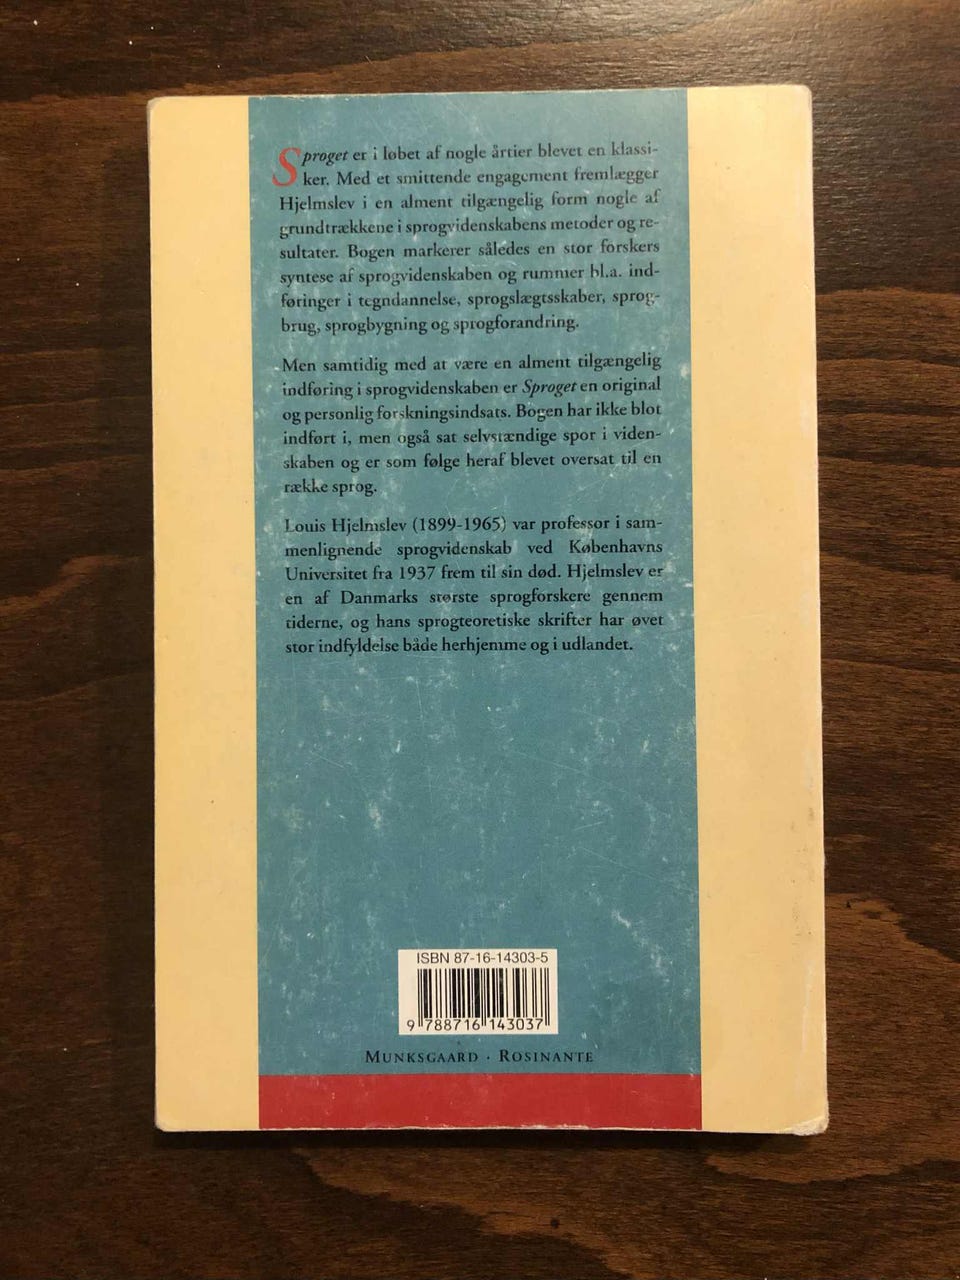 Sproget er i løbet af nogle årtier blevet en klassi-
ker. Med et smittende engagement fremlægger
Hjelmslev i en alment tilgængelig form nogle af
grundtrækkene i sprogvidenskabens metoder og re-
sultater. Bogen markerer således en stor forskers
syntese af sprogvidenskaben og rummer bl.a. ind-
føringer i tegndannelse, sprogslægtsskaber, sprog-
brug, sprogbygning og sprogforandring.
Men samtidig med at være en alment tilgængelig
indføring i sprogvidenskaben er Sproget en original
og personlig forskningsindsats. Bogen har ikke blot
indført i, men også sat selvstændige spor i viden-
skaben og er som følge heraf blevet oversat til en
række sprog.
Louis Hjelmslev (1899-1965) var professor i sam-
menlignende sprogvidenskab ved Københavns
Universitet fra 1937 frem til sin død. Hjelmslev er
en af Danmarks største sprogforskere gennem
tiderne, og hans sprogteoretiske skrifter har øvet
stor indflydelse både herhjemme og i udlandet.
ISBN 87-16-14303-5
9 788716 143037
MUNKSGAARD · ROSINANTE